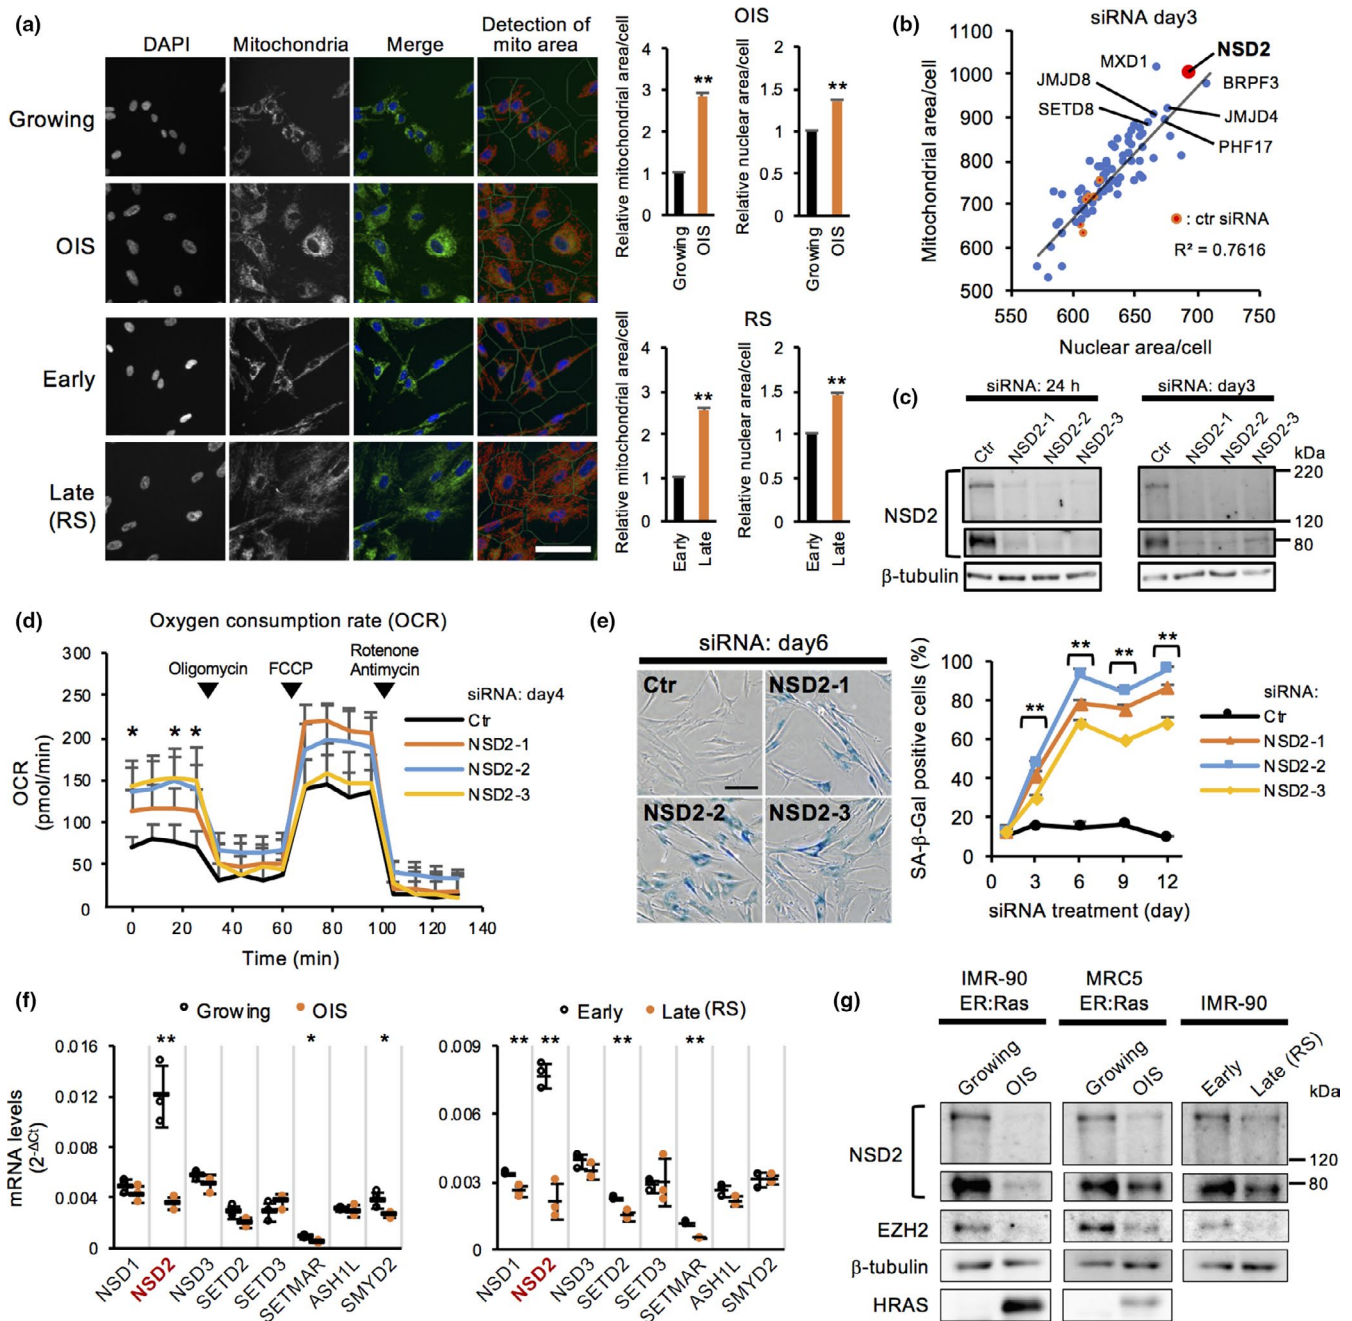 (a)
DAPI
Mitochondria
Merge
Detection of
mito area
Growing
OIS
Early
Late
(RS)
OIS
Relative mitochondrial area/cell
4
3
2
1
0
**
Growing
OIS
Relative nuclear area/cell
2
1.5
1
0.5
0
**
Growing
OIS
RS
Relative mitochondrial area/cell
4
3
2
1
0
**
Early
Late
Relative nuclear area/cell
2
1.5
1
0.5
0
**
Early
Late
(b)
siRNA day3
Mitochondrial area/cell
1100
1000
900
800
700
600
500
MXD1
NSD2
JMJD8
BRPF3
SETD8
JMJD4
PHF17
: ctr siRNA
R² = 0.7616
550 600 650 700 750
Nuclear area/cell
(c)
siRNA: 24 h
siRNA: day3
Ctr
NSD2-1
NSD2-2
NSD2-3
Ctr
NSD2-1
NSD2-2
NSD2-3
kDa
220
NSD2
120
80
β-tubulin
(d)
Oxygen consumption rate (OCR)
OCR
(pmol/min)
300
250
200
150
100
50
0
Oligomycin
FCCP
Rotenone
Antimycin
* * *
siRNA: day4
Ctr
NSD2-1
NSD2-2
NSD2-3
0 20 40 60 80 100 120 140
Time (min)
(e)
siRNA: day6
Ctr
NSD2-1
NSD2-2
NSD2-3
SA-β-Gal positive cells (%)
100
80
60
40
20
0
** ** ** **
siRNA:
Ctr
NSD2-1
NSD2-2
NSD2-3
0 3 6 9 12
siRNA treatment (day)
(f)
Growing OIS
mRNA levels
(2-ΔCt)
0.016
0.012
0.008
0.004
0
** * *
NSD1
NSD2
NSD3
SETD2
SETD3
SETMAR
ASH1L
SMYD2
Early Late (RS)
0.009
0.006
0.003
0
** ** ** **
NSD1
NSD2
NSD3
SETD2
SETD3
SETMAR
ASH1L
SMYD2
(g)
IMR-90
ER:Ras
MRC5
ER:Ras
IMR-90
Growing
OIS
Growing
OIS
Early
Late (RS)
kDa
NSD2
120
80
EZH2
β-tubulin
HRAS